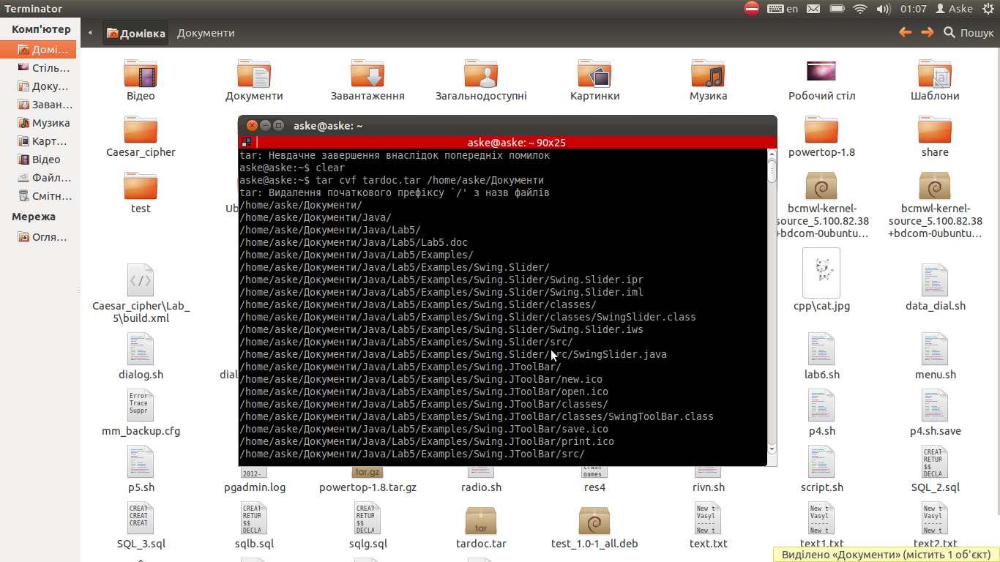 Terminator
en
01:07
Aske
Комп'ютер
Домі...
Стіль...
Доку...
Заван...
Музика
Карт...
Відео
Файл...
Смітн...
Мережа
Огля...
Домівка
Документи
Пошук
Відео
Документи
Завантаження
Загальнодоступні
Картинки
Музика
Робочий стіл
Шаблони
Caesar_cipher
powertop-1.8
share
test
Ub
bcmwl-kernel-
source_5.100.82.38
+bdcom-0ubuntu...
bcmwl-kernel-
source_5.100.82.38
+bdcom-0ubuntu...
Caesar_cipher\Lab_
5\build.xml
cpp\cat.jpg
data_dial.sh
dialog.sh
dial
lab6.sh
menu.sh
Error
Trace
Suppr
mm_backup.cfg
p4.sh
p4.sh.save
aske@aske: ~
aske@aske: ~ 90x25
tar: Невдачне завершення внаслідок попередніх помилок
aske@aske:~$ clear
aske@aske:~$ tar cvf tardoc.tar /home/aske/Документи
tar: Видалення початкового префіксу `/' з назв файлів
/home/aske/Документи/
/home/aske/Документи/Java/
/home/aske/Документи/Java/Lab5/
/home/aske/Документи/Java/Lab5/Lab5.doc
/home/aske/Документи/Java/Lab5/Examples/
/home/aske/Документи/Java/Lab5/Examples/Swing.Slider/
/home/aske/Документи/Java/Lab5/Examples/Swing.Slider/Swing.Slider.ipr
/home/aske/Документи/Java/Lab5/Examples/Swing.Slider/Swing.Slider.iml
/home/aske/Документи/Java/Lab5/Examples/Swing.Slider/classes/
/home/aske/Документи/Java/Lab5/Examples/Swing.Slider/classes/SwingSlider.class
/home/aske/Документи/Java/Lab5/Examples/Swing.Slider/Swing.Slider.iws
/home/aske/Документи/Java/Lab5/Examples/Swing.Slider/src/
/home/aske/Документи/Java/Lab5/Examples/Swing.Slider/src/SwingSlider.java
/home/aske/Документи/Java/Lab5/Examples/Swing.JToolBar/
/home/aske/Документи/Java/Lab5/Examples/Swing.JToolBar/new.ico
/home/aske/Документи/Java/Lab5/Examples/Swing.JToolBar/open.ico
/home/aske/Документи/Java/Lab5/Examples/Swing.JToolBar/classes/
/home/aske/Документи/Java/Lab5/Examples/Swing.JToolBar/classes/SwingToolBar.class
/home/aske/Документи/Java/Lab5/Examples/Swing.JToolBar/save.ico
/home/aske/Документи/Java/Lab5/Examples/Swing.JToolBar/print.ico
/home/aske/Документи/Java/Lab5/Examples/Swing.JToolBar/src/
2012-
tar.gz
games
CREAT
RETUR
$$
DECLA
p5.sh
pgadmin.log
powertop-1.8.tar.gz
radio.sh
res4
rivn.sh
script.sh
SQL_2.sql
CREAT
CREAT
CREAT
CREAT
RETUR
$$
DECLA
CREAT
RETUR
$$
DECLA
tar
New t
Vasyl
-----
New t
New t
Vasyl
-----
New t
New t
Vasyl
-----
New t
SQL_3.sql
sqlb.sql
sqlg.sql
tardoc.tar
test_1.0-1_all.deb
text.txt
text1.txt
text2.txt
Виділено «Документи» (містить 1 об'єкт)